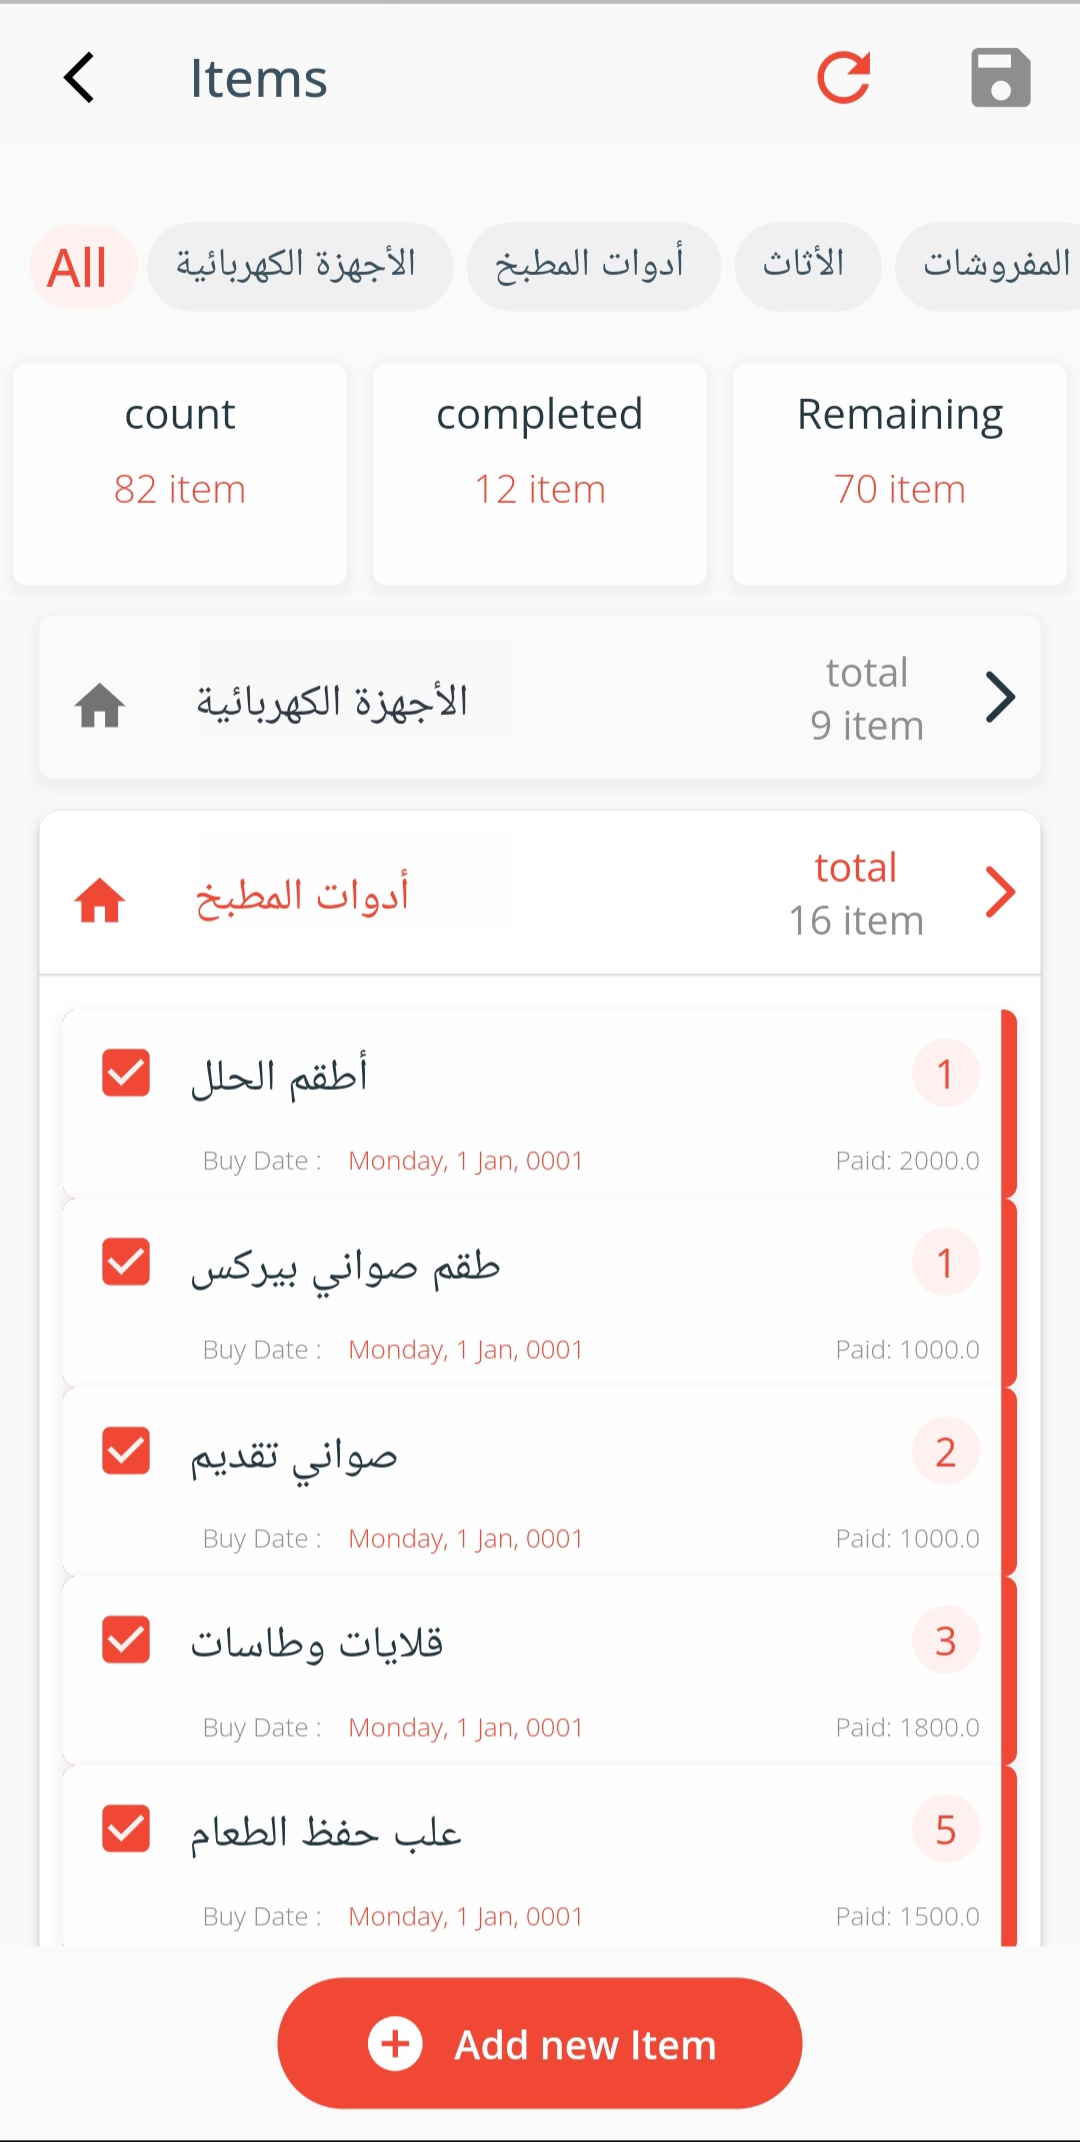 Items
All
الأجهزة الكهربائية
أدوات المطبخ
الأثاث
المفروشات
count
82 item
completed
12 item
Remaining
70 item
الأجهزة الكهربائية
total
9 item
أدوات المطبخ
total
16 item
أطقم الحلل
1
Buy Date : Monday, 1 Jan, 0001
Paid: 2000.0
طقم صواني بيركس
1
Buy Date : Monday, 1 Jan, 0001
Paid: 1000.0
صواني تقديم
2
Buy Date : Monday, 1 Jan, 0001
Paid: 1000.0
قلايات وطاسات
3
Buy Date : Monday, 1 Jan, 0001
Paid: 1800.0
علب حفظ الطعام
5
Buy Date : Monday, 1 Jan, 0001
Paid: 1500.0
Add new Item